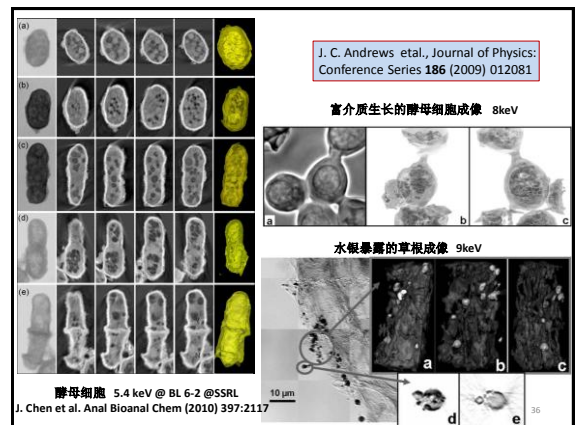 (a)
(b)
(c)
(d)
(e)
酵母细胞 5.4 keV @ BL 6-2 @SSRL
J. Chen et al. Anal Bioanal Chem (2010) 397:2117
J. C. Andrews etal., Journal of Physics:
Conference Series 186 (2009) 012081
富介质生长的酵母细胞成像 8keV
a
b
c
水银暴露的草根成像 9keV
a
b
c
10 µm
d
e
36